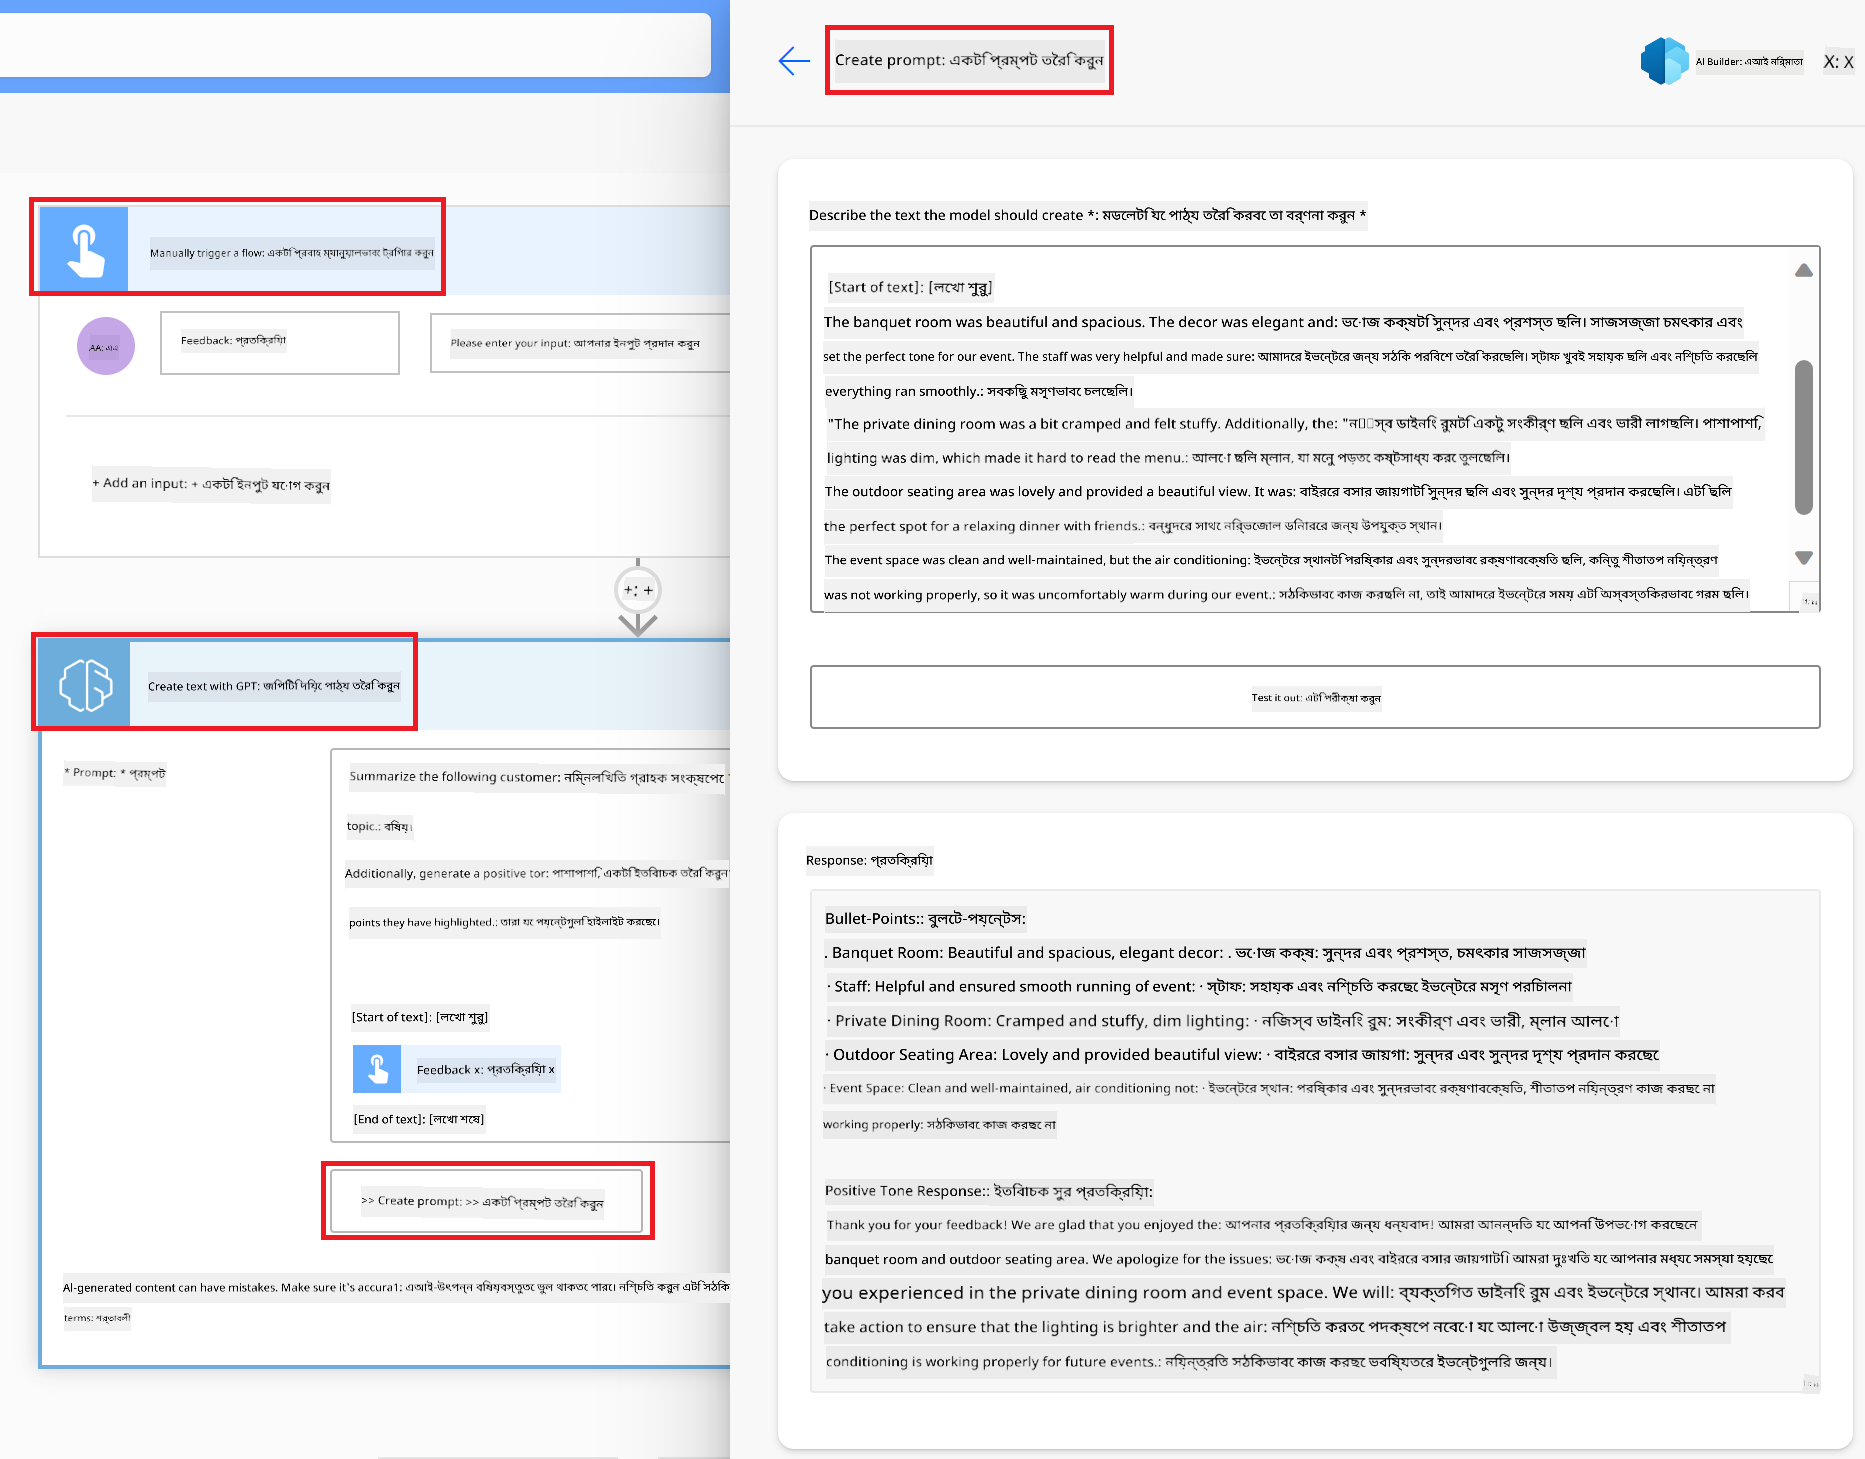 Create prompt: একটি প্রম্পট তৈরি করুন
AI Builder: এআই নির্মাতা
X: X
Manually trigger a flow: একটি প্রবাহ ম্যানুয়ালভাবে ট্রিগার করুন
AA: এএ
Feedback: প্রতিক্রিয়া
Please enter your input: আপনার ইনপুট প্রদান করুন
+ Add an input: + একটি ইনপুট যোগ করুন
+: +
Create text with GPT: জিপিটি দিয়ে পাঠ্য তৈরি করুন
* Prompt: * প্রম্পট
Summarize the following customer: নিম্নলিখিত গ্রাহক সংক্ষেপে
topic.: বিষয়।
Additionally, generate a positive tor: পাশাপাশি, একটি ইতিবাচক তৈরি করুন
points they have highlighted.: তারা যে পয়েন্টগুলি হাইলাইট করেছে।
[Start of text]: [লেখা শুরু]
Feedback x: প্রতিক্রিয়া x
[End of text]: [লেখা শেষ]
>> Create prompt: >> একটি প্রম্পট তৈরি করুন
AI-generated content can have mistakes. Make sure it's accura1: এআই-উৎপন্ন বিষয়বস্তুতে ভুল থাকতে পারে। নিশ্চিত করুন এটি সঠিক
terms: শর্তাবলী
Describe the text the model should create *: মডেলটি যে পাঠ্য তৈরি করবে তা বর্ণনা করুন *
[Start of text]: [লেখা শুরু]
The banquet room was beautiful and spacious. The decor was elegant and: ভোজ কক্ষটি সুন্দর এবং প্রশস্ত ছিল। সাজসজ্জা চমৎকার এবং
set the perfect tone for our event. The staff was very helpful and made sure: আমাদের ইভেন্টের জন্য সঠিক পরিবেশ তৈরি করেছিল। স্টাফ খুবই সহায়ক ছিল এবং নিশ্চিত করেছিল
everything ran smoothly.: সবকিছু মসৃণভাবে চলেছিল।
"The private dining room was a bit cramped and felt stuffy. Additionally, the: "ন□□স্ব ডাইনিং রুমটি একটু সংকীর্ণ ছিল এবং ভারী লাগছিল। পাশাপাশি,
lighting was dim, which made it hard to read the menu.: আলো ছিল ম্লান, যা মেনু পড়তে কষ্টসাধ্য করে তুলেছিল।
The outdoor seating area was lovely and provided a beautiful view. It was: বাইরের বসার জায়গাটি সুন্দর ছিল এবং সুন্দর দৃশ্য প্রদান করেছিল। এটি ছিল
the perfect spot for a relaxing dinner with friends.: বন্ধুদের সাথে নির্ভেজাল ডিনারের জন্য উপযুক্ত স্থান।
The event space was clean and well-maintained, but the air conditioning: ইভেন্টের স্থানটি পরিষ্কার এবং সুন্দরভাবে রক্ষণাবেক্ষিত ছিল, কিন্তু শীতাতপ নিয়ন্ত্রণ
was not working properly, so it was uncomfortably warm during our event.: সঠিকভাবে কাজ করছিল না, তাই আমাদের ইভেন্টের সময় এটি অস্বস্তিকরভাবে গরম ছিল।
Test it out: এটি পরীক্ষা করুন
Response: প্রতিক্রিয়া
Bullet-Points:: বুলেট-পয়েন্টস:
. Banquet Room: Beautiful and spacious, elegant decor: . ভোজ কক্ষ: সুন্দর এবং প্রশস্ত, চমৎকার সাজসজ্জা
· Staff: Helpful and ensured smooth running of event: · স্টাফ: সহায়ক এবং নিশ্চিত করেছে ইভেন্টের মসৃণ পরিচালনা
· Private Dining Room: Cramped and stuffy, dim lighting: · নিজস্ব ডাইনিং রুম: সংকীর্ণ এবং ভারী, ম্লান আলো
· Outdoor Seating Area: Lovely and provided beautiful view: · বাইরের বসার জায়গা: সুন্দর এবং সুন্দর দৃশ্য প্রদান করেছে
· Event Space: Clean and well-maintained, air conditioning not: · ইভেন্টের স্থান: পরিষ্কার এবং সুন্দরভাবে রক্ষণাবেক্ষিত, শীতাতপ নিয়ন্ত্রণ কাজ করছে না
working properly: সঠিকভাবে কাজ করছে না
Positive Tone Response:: ইতিবাচক সুর প্রতিক্রিয়া:
Thank you for your feedback! We are glad that you enjoyed the: আপনার প্রতিক্রিয়ার জন্য ধন্যবাদ! আমরা আনন্দিত যে আপনি উপভোগ করেছেন
banquet room and outdoor seating area. We apologize for the issues: ভোজ কক্ষ এবং বাইরের বসার জায়গাটি। আমরা দুঃখিত যে আপনার মধ্যে সমস্যা হয়েছে
you experienced in the private dining room and event space. We will: ব্যক্তিগত ডাইনিং রুম এবং ইভেন্টের স্থানে। আমরা করব
take action to ensure that the lighting is brighter and the air: নিশ্চিত করতে পদক্ষেপ নেবো যে আলো উজ্জ্বল হয় এবং শীতাতপ
conditioning is working properly for future events.: নিয়ন্ত্রিত সঠিকভাবে কাজ করছে ভবিষ্যতের ইভেন্টগুলির জন্য।